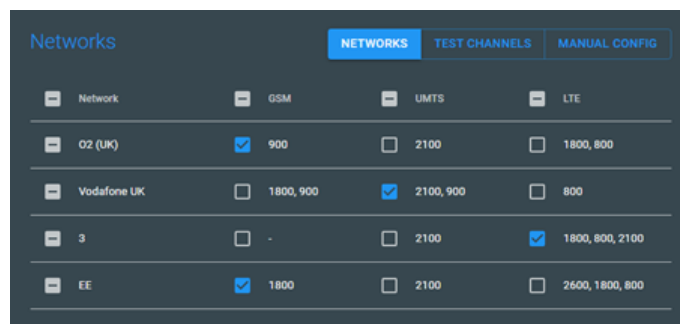 Networks NETWORKS TEST CHANNELS MANUAL CONFIG
Network GSM UMTS LTE
O2 (UK) 900 2100 1800, 800
Vodafone UK 1800, 900 2100, 900 800
3 - 2100 1800, 800, 2100
EE 1800 2100 2600, 1800, 800